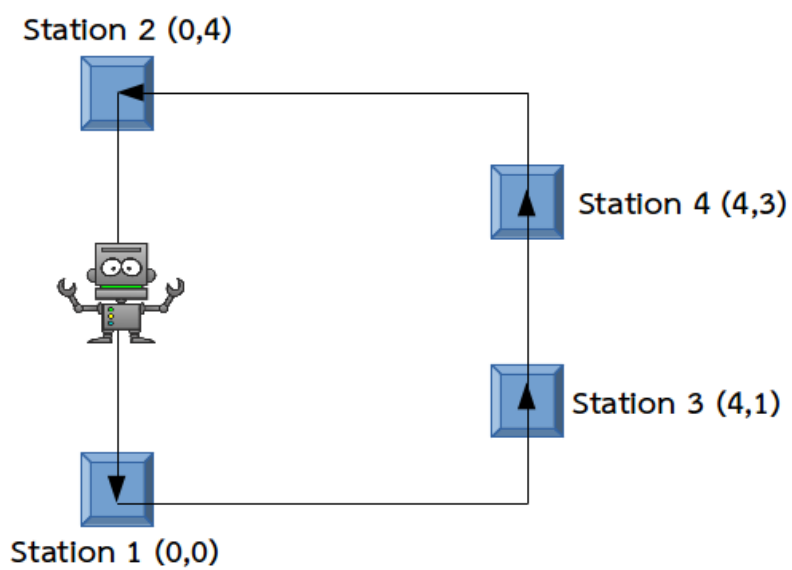 Station 2 (0,4)
Station 4 (4,3)
Station 3 (4,1)
Station 1 (0,0)